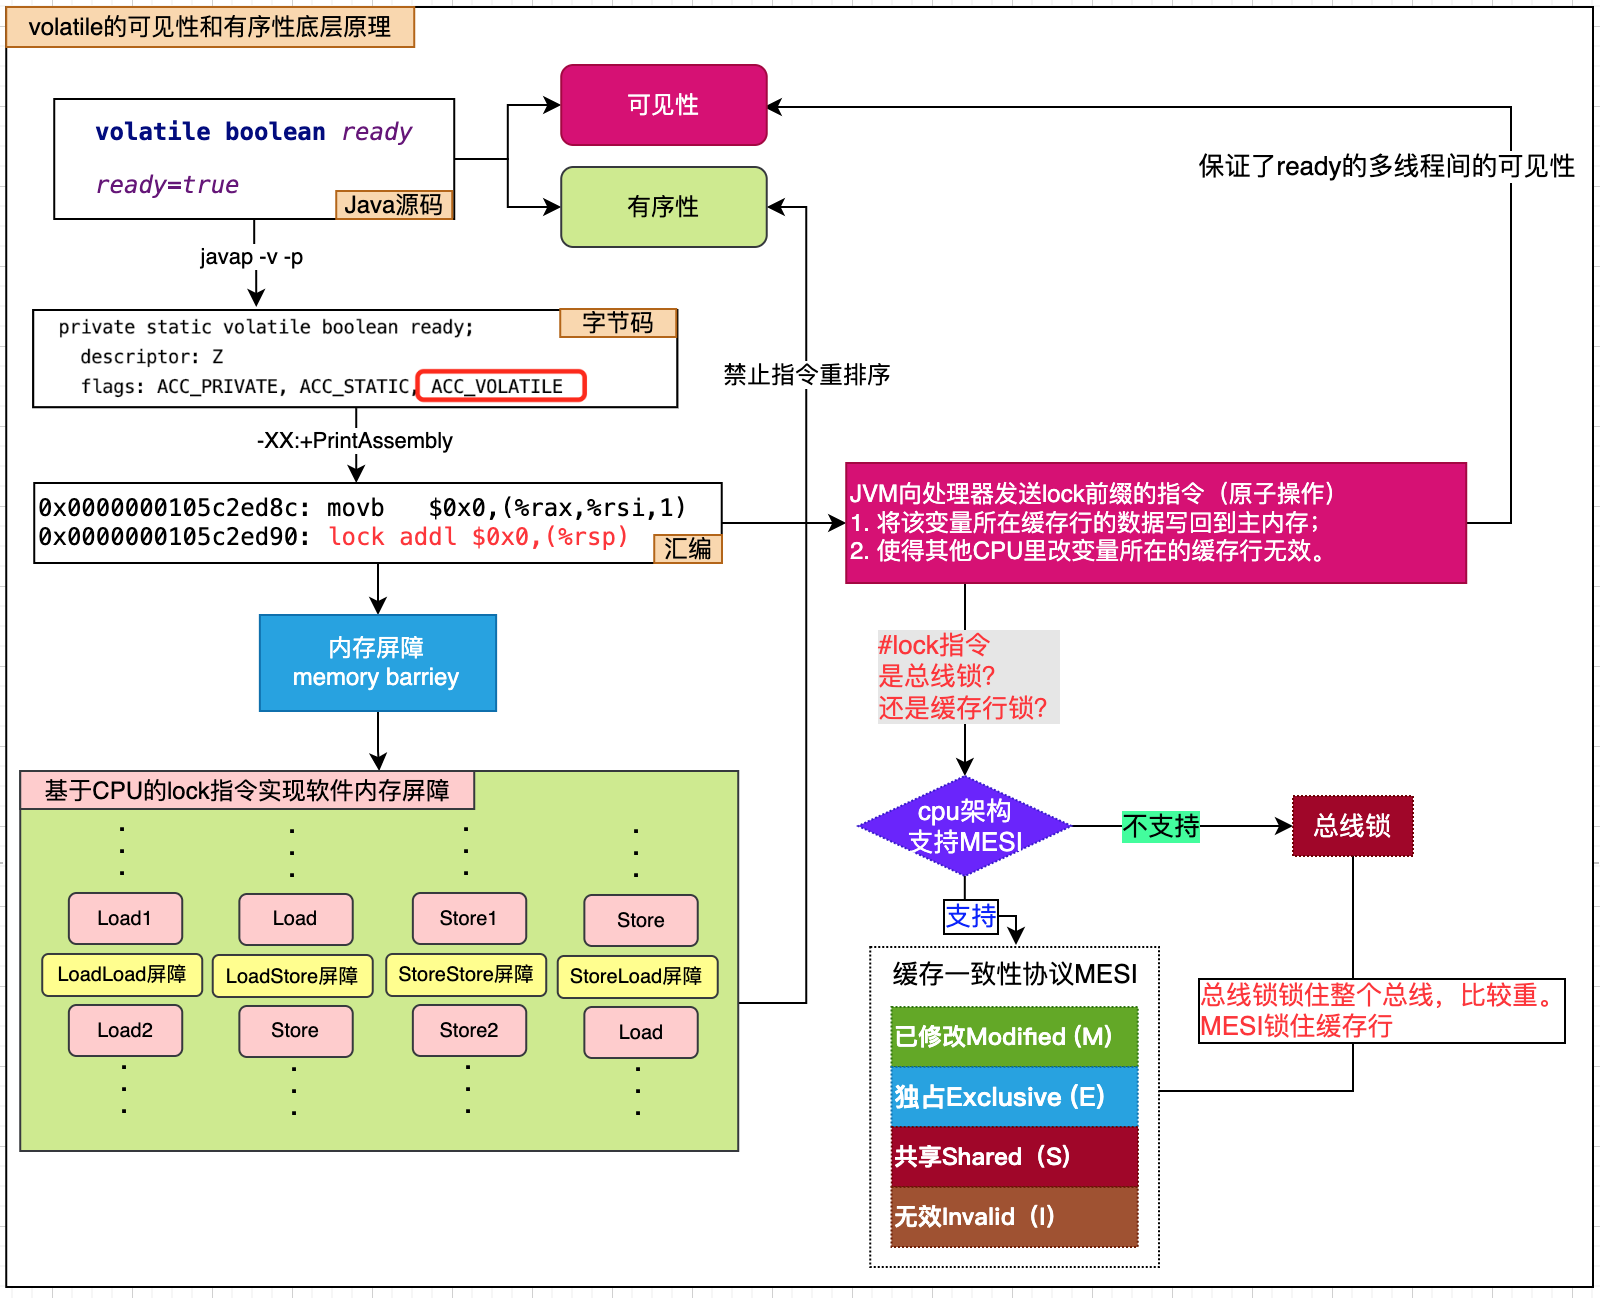 volatile的可见性和有序性底层原理
volatile boolean ready
ready=true
Java源码
可见性
有序性
保证了ready的多线程间的可见性
javap -v -p
private static volatile boolean ready;
descriptor: Z
flags: ACC_PRIVATE, ACC_STATIC, ACC_VOLATILE
字节码
禁止指令重排序
-XX:+PrintAssembly
0x0000000105c2ed8c: movb $0x0,(%rax,%rsi,1)
0x0000000105c2ed90: lock addl $0x0,(%rsp)
汇编
JVM向处理器发送lock前缀的指令（原子操作）
1. 将该变量所在缓存行的数据写回到主内存；
2. 使得其他CPU里改变量所在的缓存行无效。
内存屏障
memory barriey
#lock指令
是总线锁？
还是缓存行锁？
基于CPU的lock指令实现软件内存屏障
Load1
LoadLoad屏障
Load2
Load
LoadStore屏障
Store
Store1
StoreStore屏障
Store2
Store
StoreLoad屏障
Load
cpu架构
支持MESI
不支持
总线锁
支持
缓存一致性协议MESI
已修改Modified (M)
独占Exclusive (E)
共享Shared（S）
无效Invalid（I）
总线锁锁住整个总线，比较重。
MESI锁住缓存行